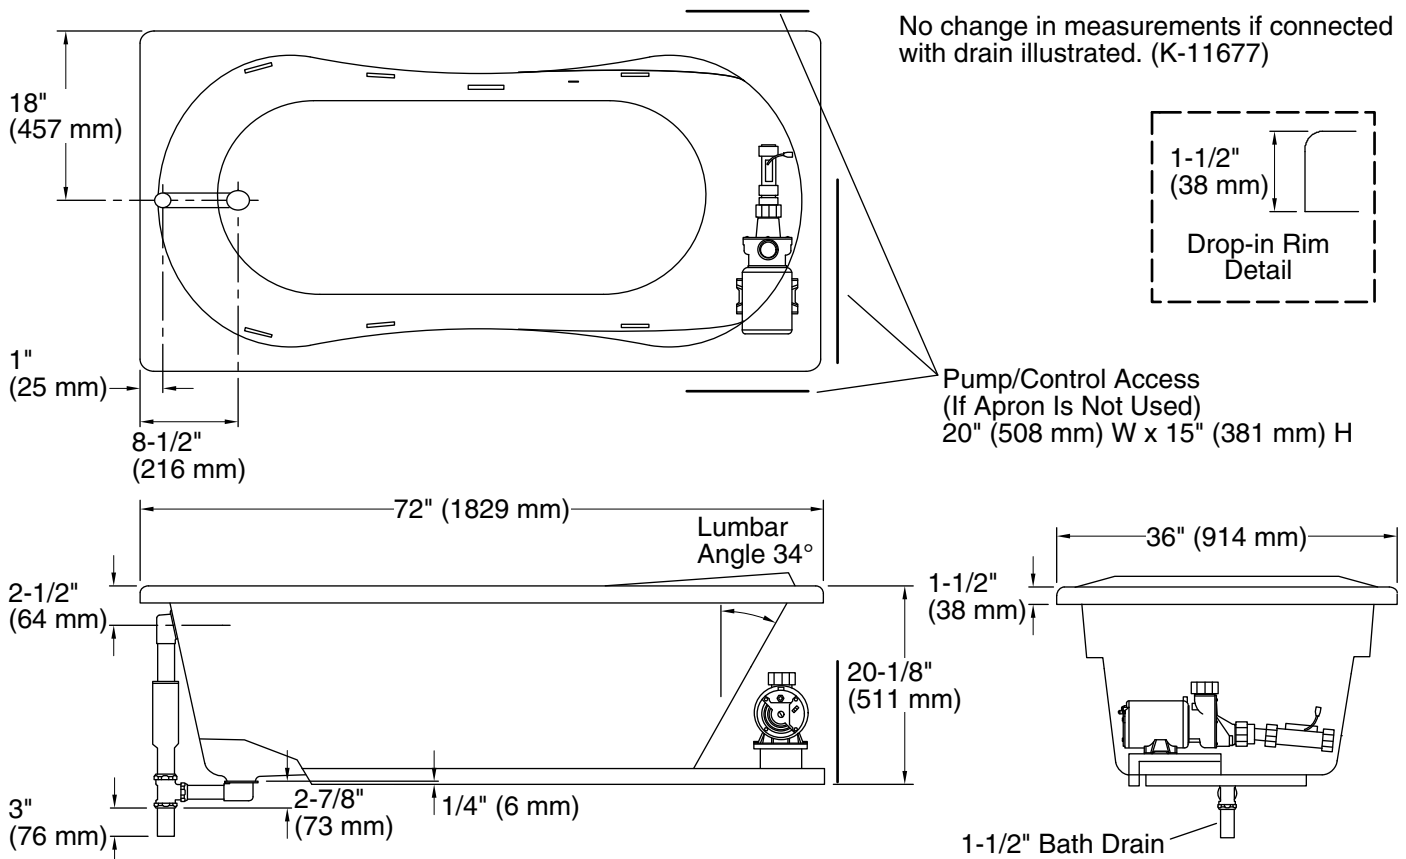 No change in measurements if connected
with drain illustrated. (K-11677)
18"
(457 mm)
1-1/2"
(38 mm)
Drop-in Rim
Detail
1"
(25 mm)
8-1/2"
(216 mm)
Pump/Control Access
(If Apron Is Not Used)
20" (508 mm) W x 15" (381 mm) H
72" (1829 mm)
Lumbar
Angle 34°
36" (914 mm)
2-1/2"
(64 mm)
1-1/2"
(38 mm)
20-1/8"
(511 mm)
3"
(76 mm)
2-7/8"
(73 mm)
1/4" (6 mm)
1-1/2" Bath Drain